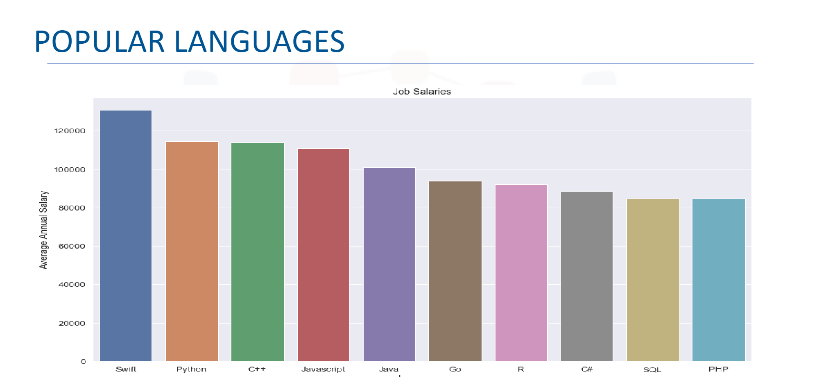 POPULAR LANGUAGES
Job Salaries
Average Annual Salary
120000
100000
80000
60000
40000
20000
0
Swift Python C++ Javascript Java Go R C# SQL PHP